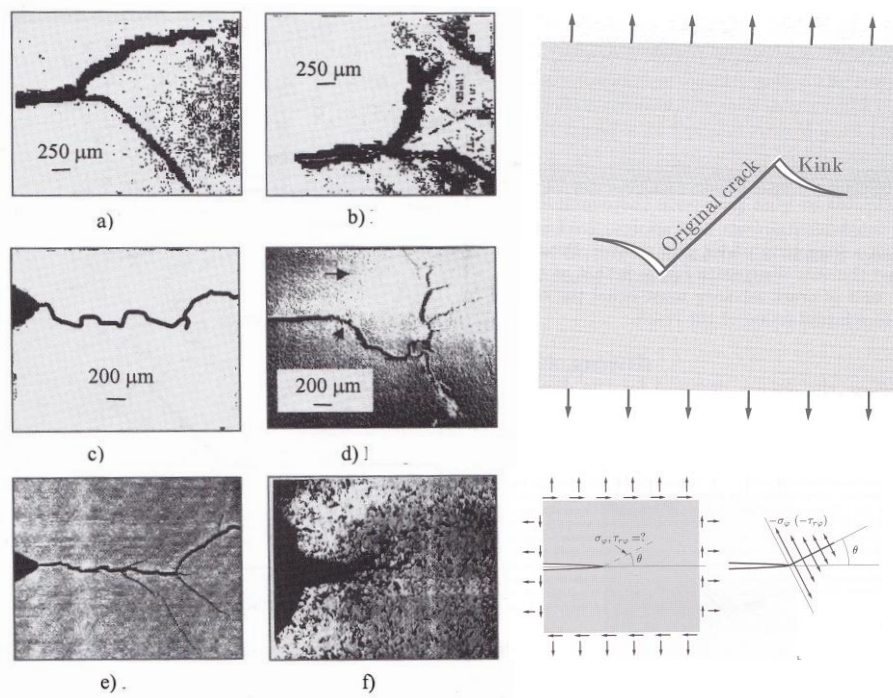 250 μm
a)
250 μm
b)
200 μm
c)
200 μm
d)
e)
f)
Original crack
Kink
σφ, τrφ =?
θ
−σφ (−τrφ)
θ